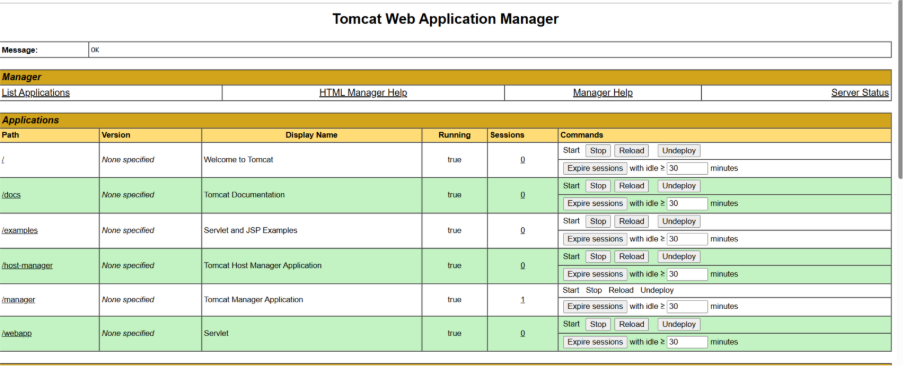 Tomcat Web Application Manager
Message: OK
Manager
List Applications HTML Manager Help Manager Help Server Status
Applications
Path Version Display Name Running Sessions Commands
/ None specified Welcome to Tomcat true 0 Start Stop Reload Undeploy
Expire sessions with idle ≥ 30 minutes
/docs None specified Tomcat Documentation true 0 Start Stop Reload Undeploy
Expire sessions with idle ≥ 30 minutes
/examples None specified Servlet and JSP Examples true 0 Start Stop Reload Undeploy
Expire sessions with idle ≥ 30 minutes
/host-manager None specified Tomcat Host Manager Application true 0 Start Stop Reload Undeploy
Expire sessions with idle ≥ 30 minutes
/manager None specified Tomcat Manager Application true 1 Start Stop Reload Undeploy
Expire sessions with idle ≥ 30 minutes
/webapp None specified Servlet true 0 Start Stop Reload Undeploy
Expire sessions with idle ≥ 30 minutes